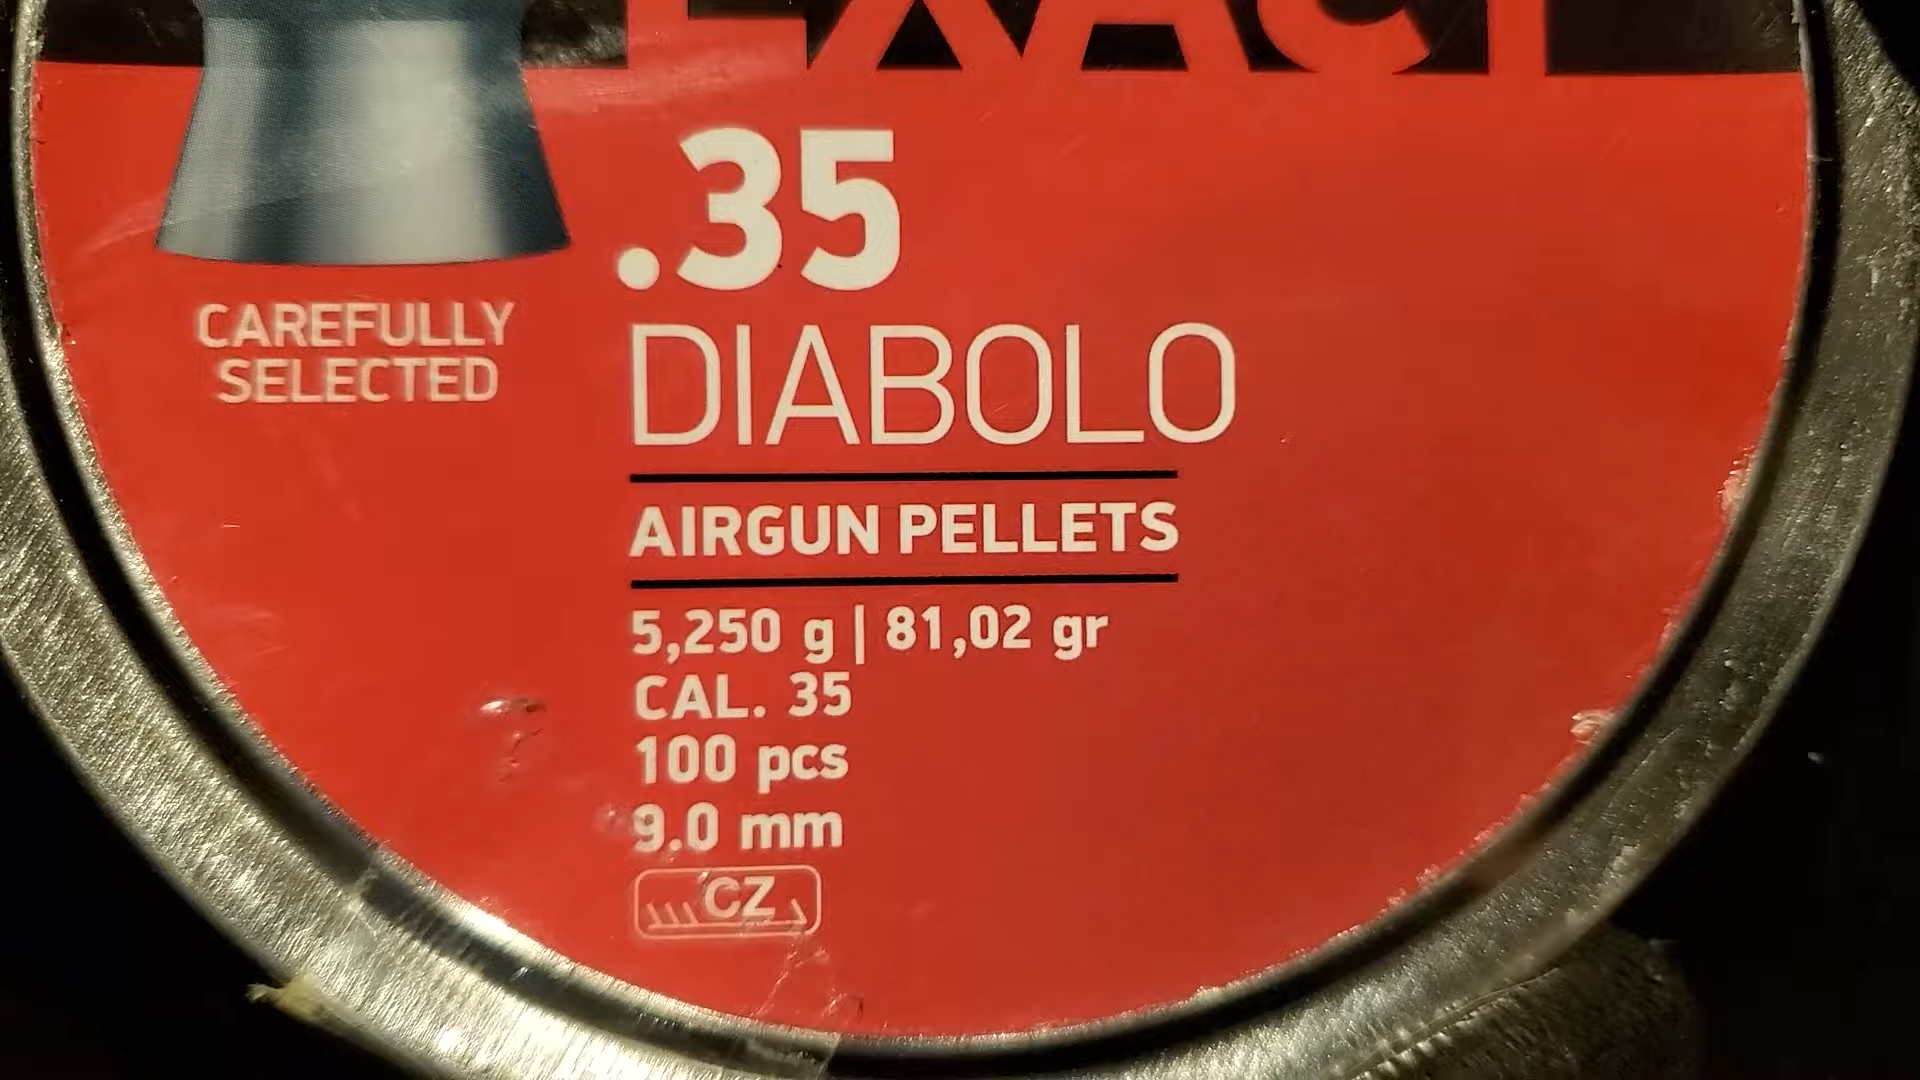 EXACT
.35
DIABOLO
CAREFULLY
SELECTED
AIRGUN PELLETS
5,250 g | 81,02 gr
CAL. 35
100 pcs
9.0 mm
CZ